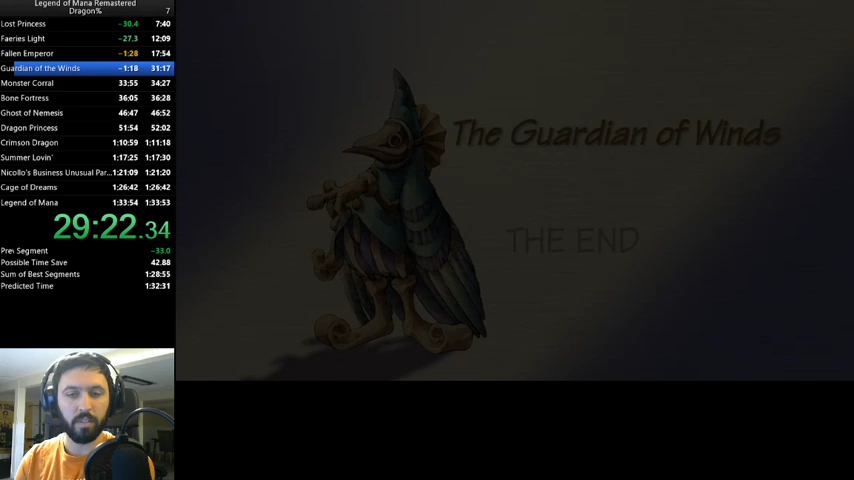 Legend of Mana Remastered
Dragon% 7
Lost Princess -30.4 7:40
Faeries Light -27.3 12:09
Fallen Emperor -1:28 17:54
Guardian of the Winds -1:18 31:17
Monster Corral 33:55 34:27
Bone Fortress 36:05 36:28
Ghost of Nemesis 46:47 46:52
Dragon Princess 51:54 52:02
Crimson Dragon 1:10:59 1:11:18
Summer Lovin' 1:17:25 1:17:30
Nicollo's Business Unusual Par... 1:21:09 1:21:20
Cage of Dreams 1:26:42 1:26:42
Legend of Mana 1:33:54 1:33:53
29:22.34
Prev Segment -33.0
Possible Time Save 42.88
Sum of Best Segments 1:28:55
Predicted Time 1:32:31
The Guardian of Winds
THE END